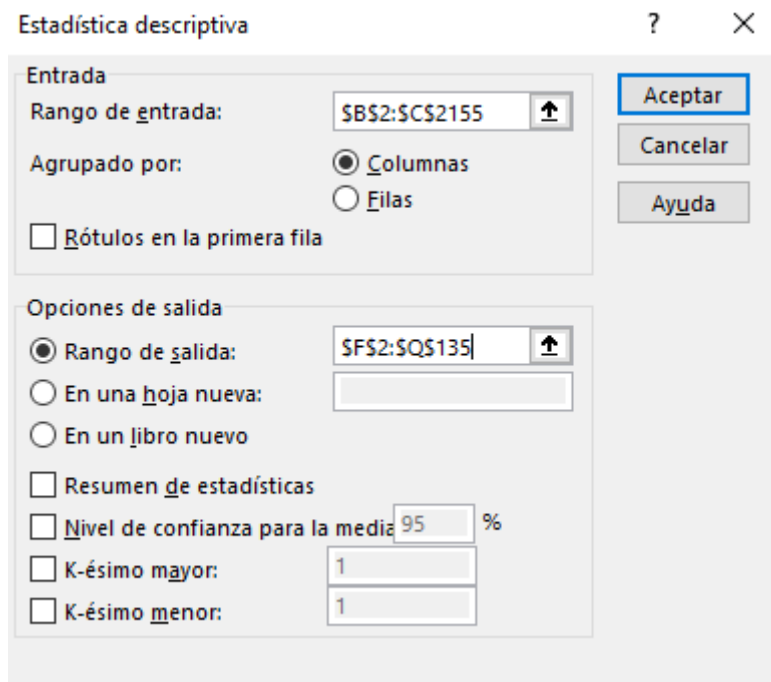 Estadística descriptiva ? ✕
Entrada
Rango de entrada: $B$2:$C$2155
Aceptar
Cancelar
Agrupado por: Columnas
Filas
Ayuda
Rótulos en la primera fila
Opciones de salida
Rango de salida: $F$2:$Q$135
En una hoja nueva:
En un libro nuevo
Resumen de estadísticas
Nivel de confianza para la media 95 %
K-ésimo mayor: 1
K-ésimo menor: 1